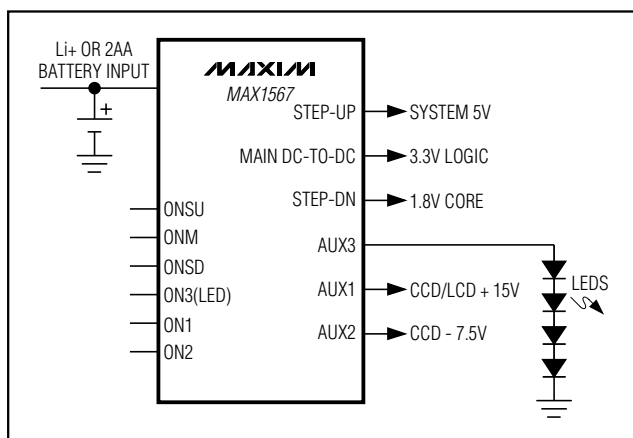 Li+ OR 2AA
BATTERY INPUT
+
MAXIM
MAX1567
STEP-UP
SYSTEM 5V
MAIN DC-TO-DC
3.3V LOGIC
STEP-DN
1.8V CORE
ONSU
ONM
ONSD
ON3(LED)
ON1
ON2
AUX3
LEDS
AUX1
CCD/LCD + 15V
AUX2
CCD - 7.5V